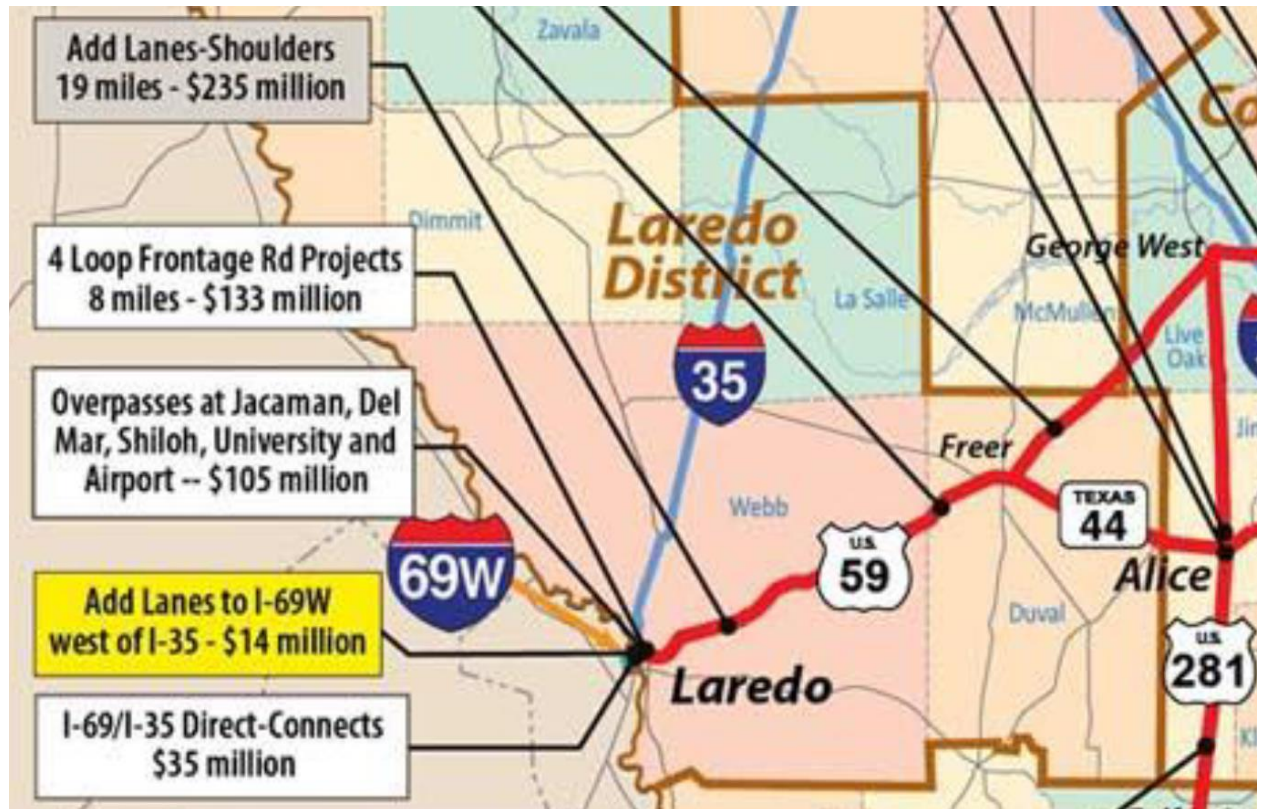 Add Lanes-Shoulders
19 miles - $235 million
Zavala
Co
Dimmit
Laredo
District
La Salle
George West
McMullen
Live
Oak
4 Loop Frontage Rd Projects
8 miles - $133 million
35
Overpasses at Jacaman, Del
Mar, Shiloh, University and
Airport -- $105 million
Freer
Jir
Webb
U.S.
59
TEXAS
44
Alice
69W
Add Lanes to I-69W
west of I-35 - $14 million
Duval
U.S.
281
Laredo
I-69/I-35 Direct-Connects
$35 million
Kl